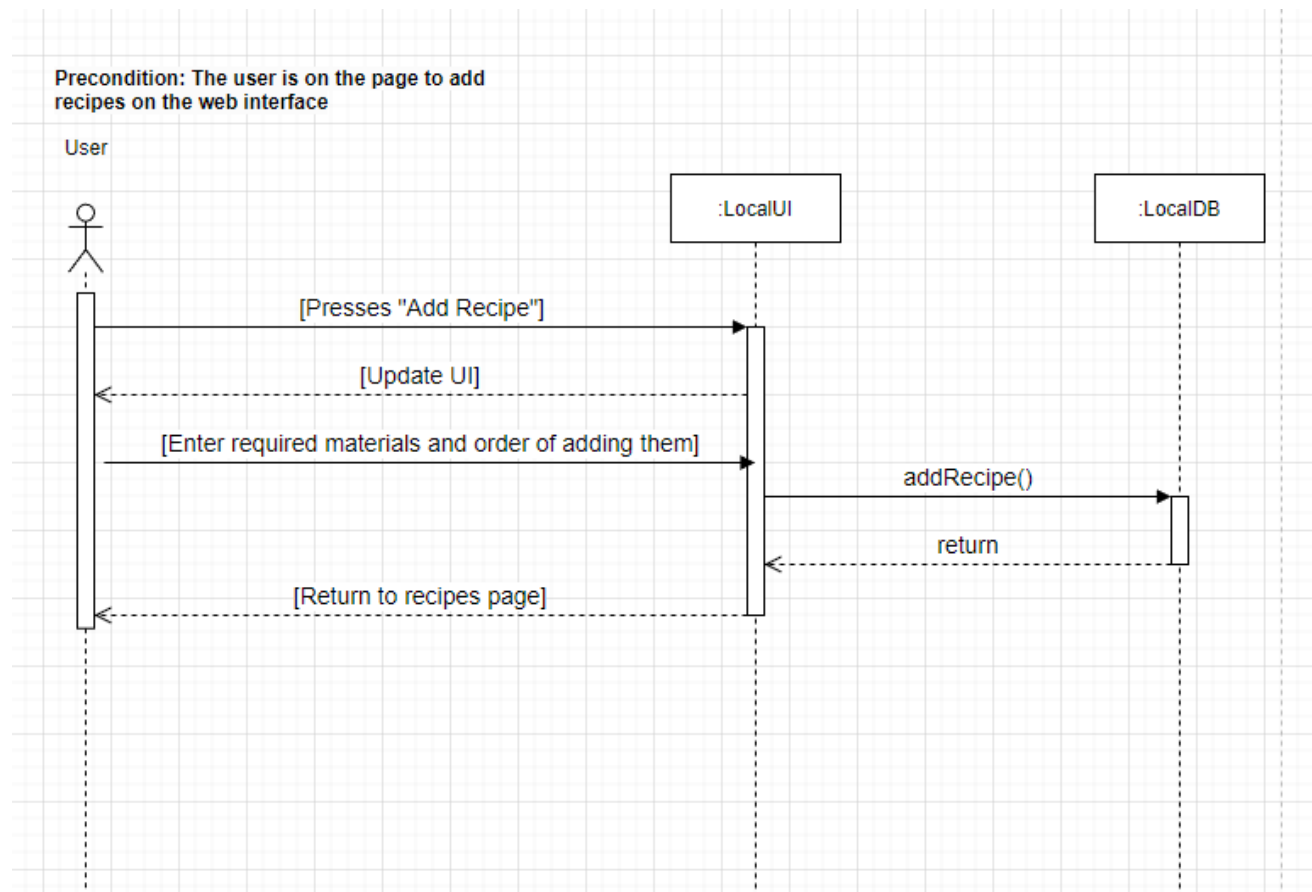 Precondition: The user is on the page to add
recipes on the web interface
User
:LocalUI
:LocalDB
[Presses "Add Recipe"]
[Update UI]
[Enter required materials and order of adding them]
addRecipe()
return
[Return to recipes page]